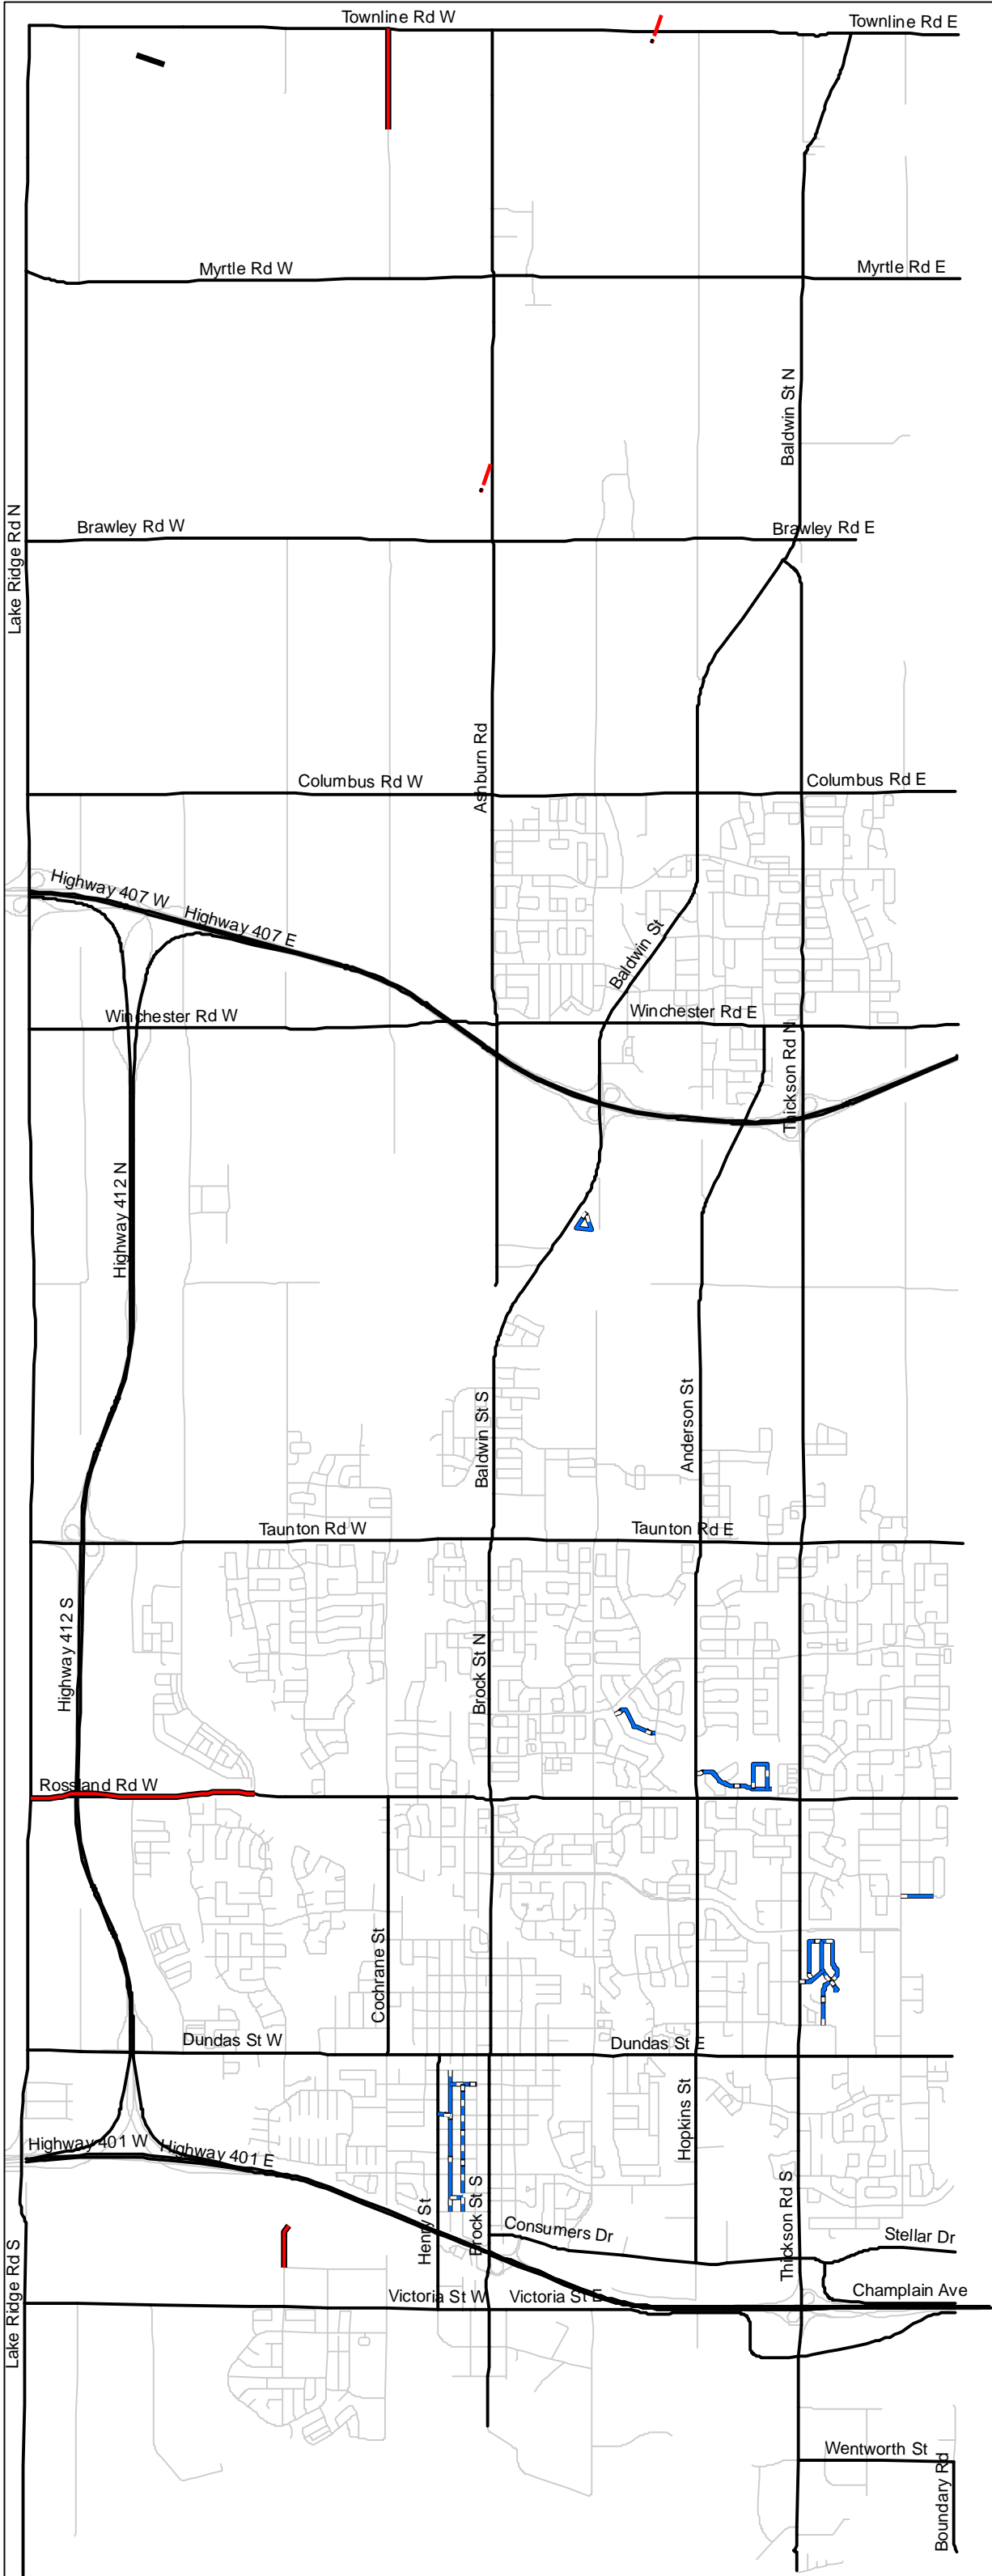 Townline Rd W
Townline Rd E
Myrtle Rd W
Myrtle Rd E
Baldwin St N
Lake Ridge Rd N
Brawley Rd W
Brawley Rd E
Ashburn Rd
Columbus Rd W
Columbus Rd E
Highway 407 W
Highway 407 E
Baldwin St
Winchester Rd W
Winchester Rd E
Thickson Rd N
Highway 412 N
Baldwin St S
Anderson St
Taunton Rd W
Taunton Rd E
Highway 412 S
Brock St N
Rossland Rd W
Cochrane St
Dundas St W
Dundas St E
Hopkins St
Highway 401 W
Highway 401 E
Henry St
Brock St S
Thickson Rd S
Consumers Dr
Stellar Dr
Lake Ridge Rd S
Victoria St W
Victoria St E
Champlain Ave
Wentworth St
Boundary Rd